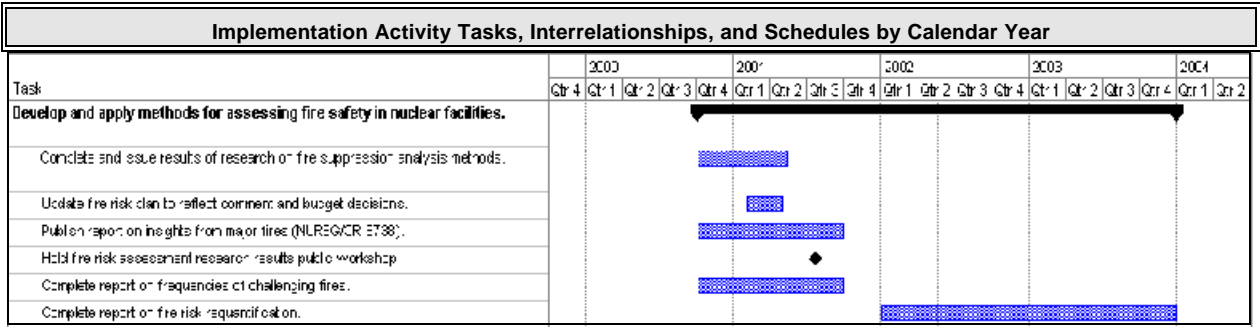 Implementation Activity Tasks, Interrelationships, and Schedules by Calendar Year
2000 2001 2002 2003 2004
Task Qtr 4 Qtr 1 Qtr 2 Qtr 3 Qtr 4 Qtr 1 Qtr 2 Qtr 3 Qtr 4 Qtr 1 Qtr 2 Qtr 3 Qtr 4 Qtr 1 Qtr 2 Qtr 3 Qtr 4 Qtr 1 Qtr 2
Develop and apply methods for assessing fire safety in nuclear facilities.
Complete and issue results of research on fire suppression analysis methods.
Update fire risk plan to reflect comment and budget decisions.
Publish report on insights from major fires (NUREG/CR 6738).
Hold fire risk assessment research results public workshop
Complete report on frequencies of challenging fires.
Complete report on fire risk requantification.